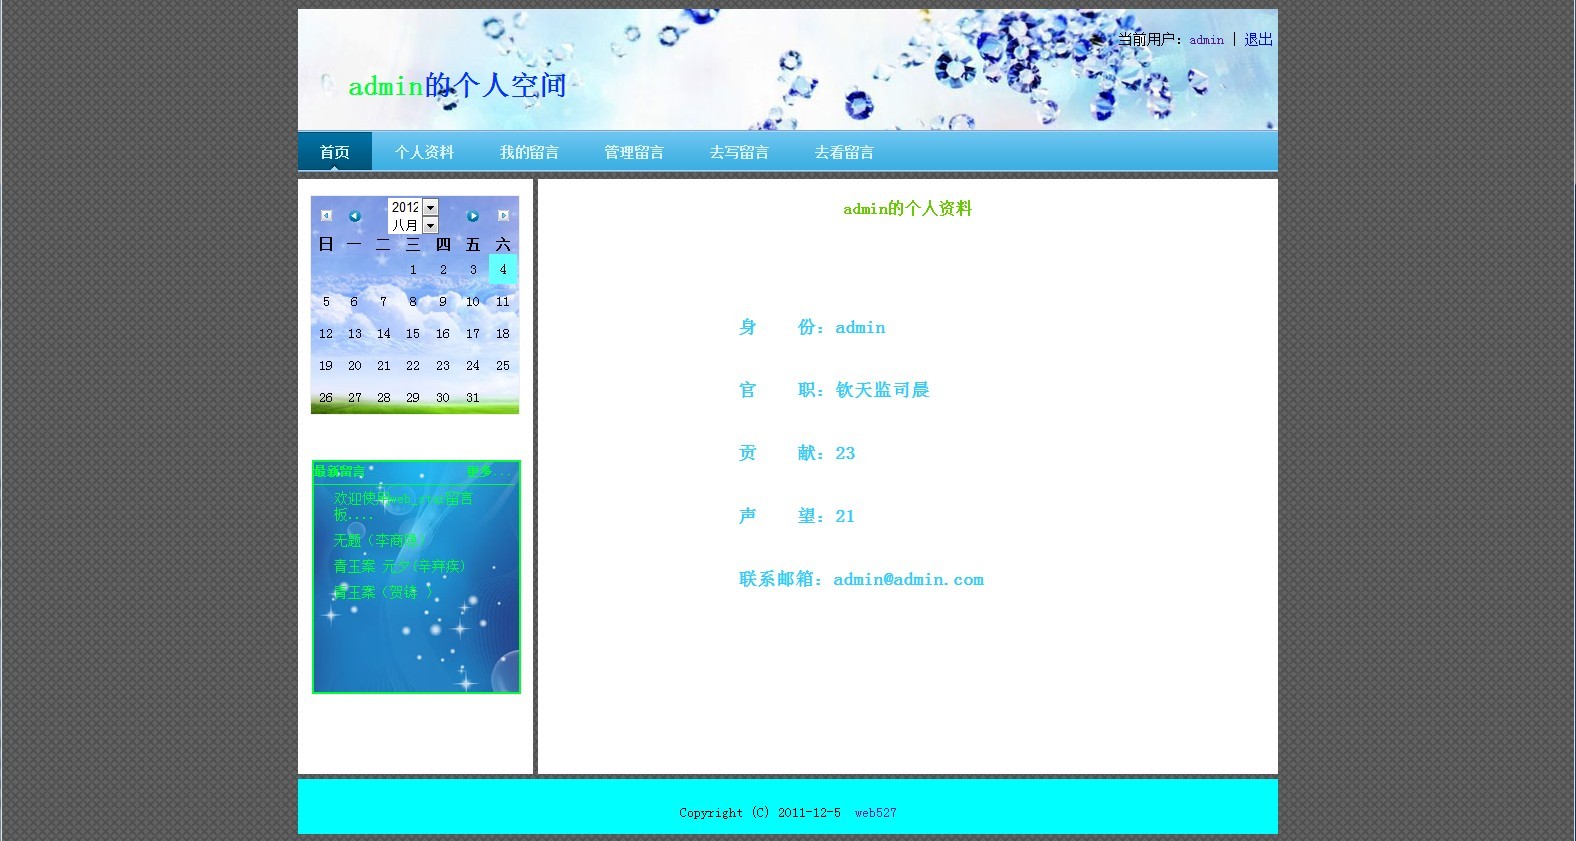 当前用户：admin | 退出
admin的个人空间
首页 个人资料 我的留言 管理留言 去写留言 去看留言
2012
八月
日 一 二 三 四 五 六
1 2 3 4
5 6 7 8 9 10 11
12 13 14 15 16 17 18
19 20 21 22 23 24 25
26 27 28 29 30 31
最新留言 更多...
欢迎使用web_留言
板....
无题（李商隐）
青玉案 元夕(辛弃疾)
青玉案（贺铸 ）
admin的个人资料
身 份：admin
官 职：钦天监司晨
贡 献：23
声 望：21
联系邮箱：admin@admin.com
Copyright (C) 2011-12-5 web527